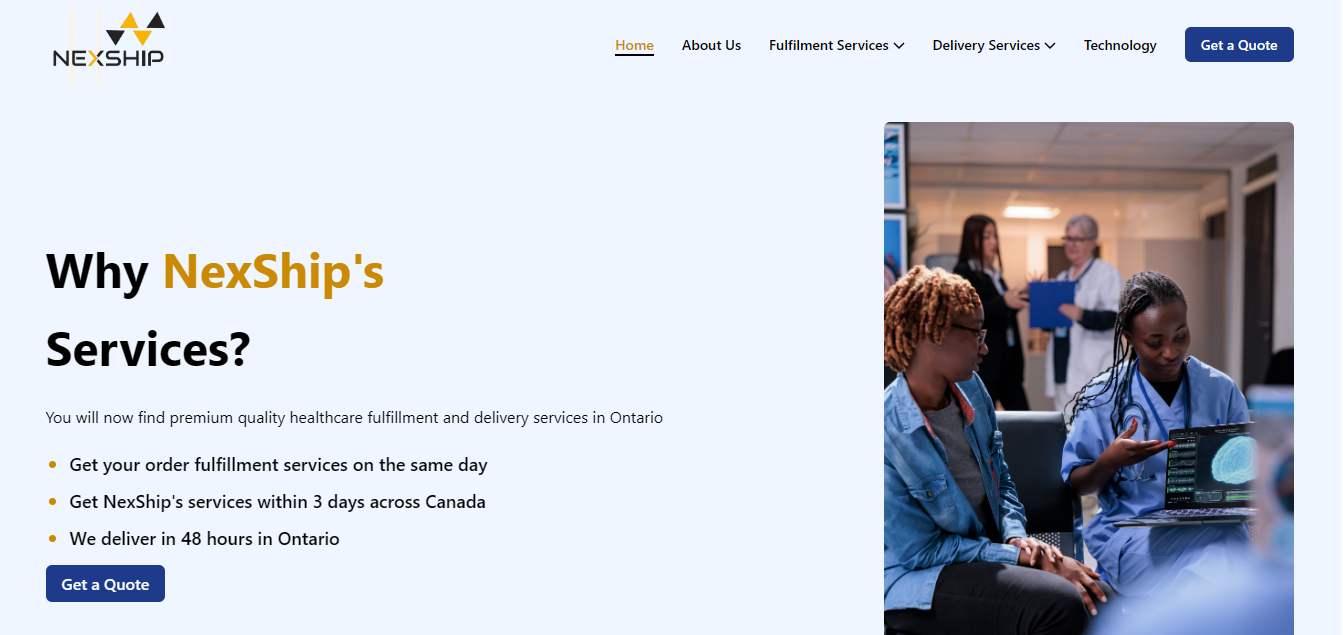 NEXSHIP
Home About Us Fulfilment Services Delivery Services Technology Get a Quote
Why NexShip's
Services?
You will now find premium quality healthcare fulfillment and delivery services in Ontario
Get your order fulfillment services on the same day
Get NexShip's services within 3 days across Canada
We deliver in 48 hours in Ontario
Get a Quote